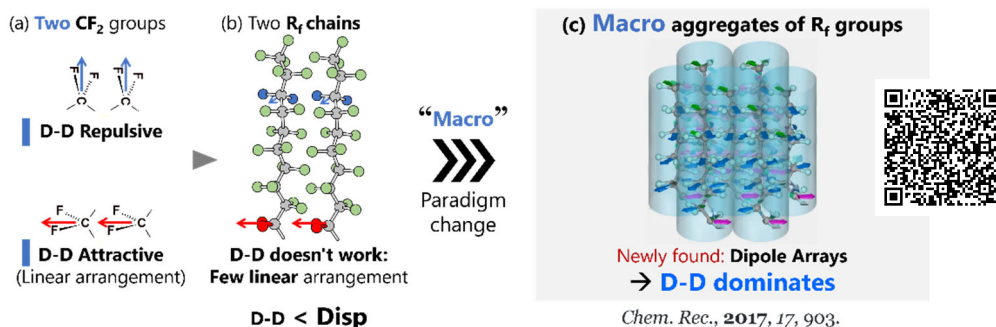 (a) Two CF2 groups
F F F F
C C
D-D Repulsive
F F C F F C
D-D Attractive
(Linear arrangement)
(b) Two Rf chains
D-D doesn't work:
Few linear arrangement
D-D < Disp
“Macro”
Paradigm
change
(c) Macro aggregates of Rf groups
Newly found: Dipole Arrays
→ D-D dominates
Chem. Rec., 2017, 17, 903.